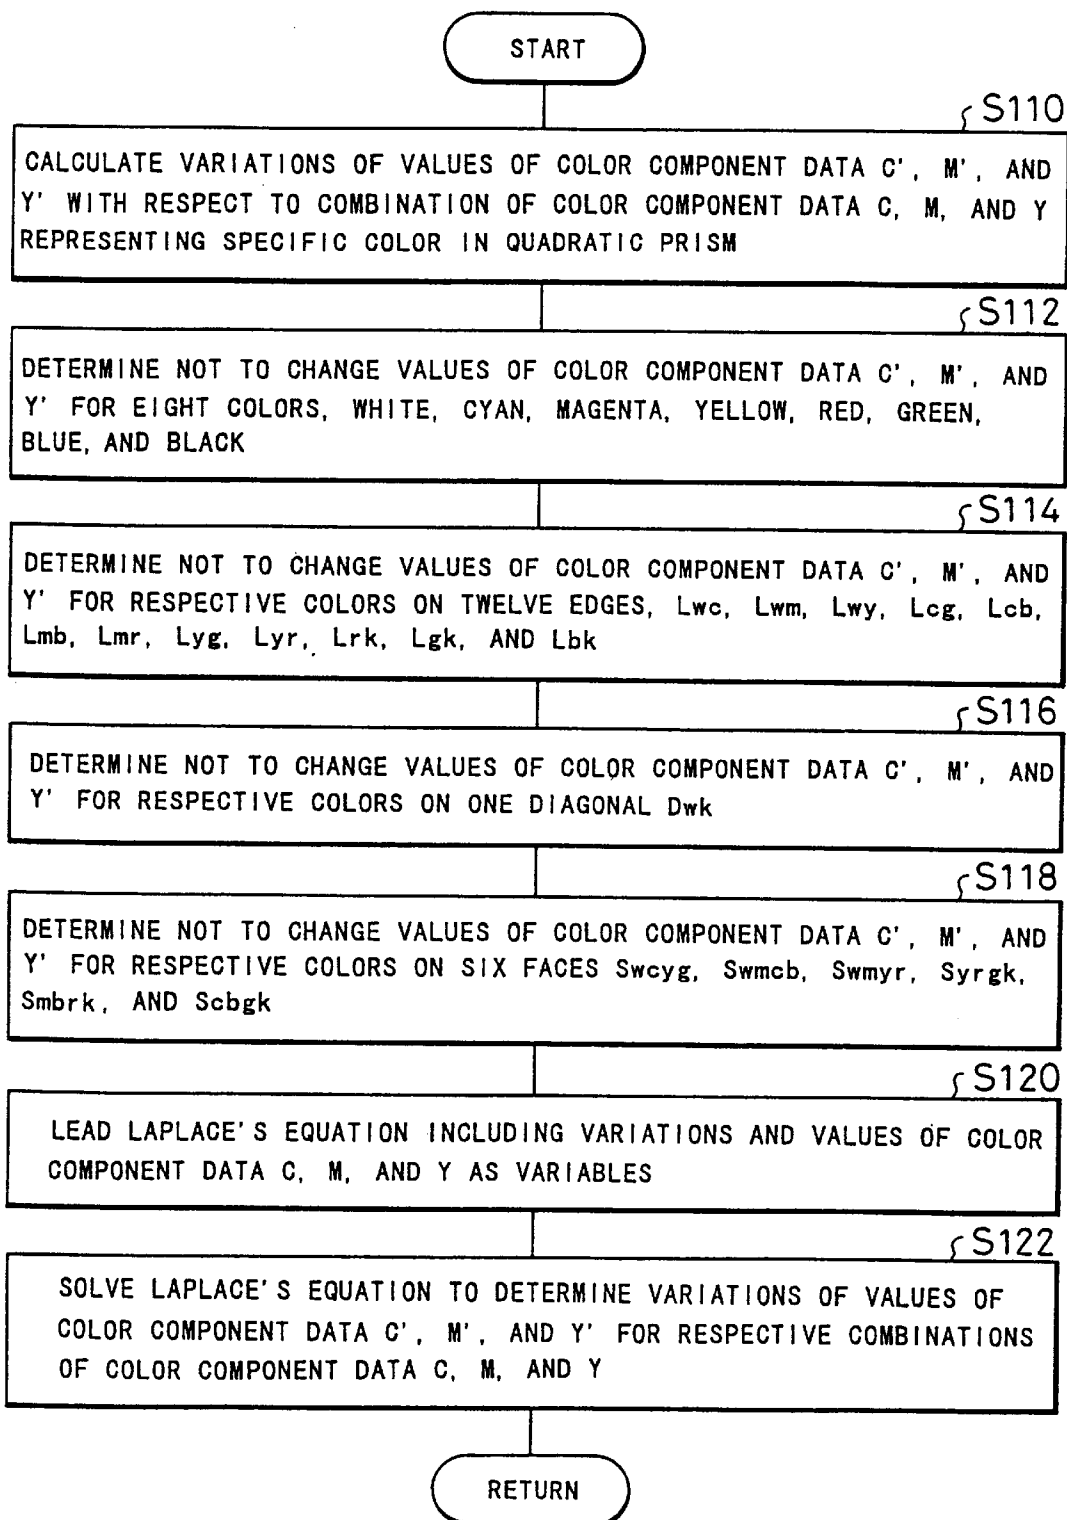 START
S110
CALCULATE VARIATIONS OF VALUES OF COLOR COMPONENT DATA C', M', AND
Y' WITH RESPECT TO COMBINATION OF COLOR COMPONENT DATA C, M, AND Y
REPRESENTING SPECIFIC COLOR IN QUADRATIC PRISM
S112
DETERMINE NOT TO CHANGE VALUES OF COLOR COMPONENT DATA C', M', AND
Y' FOR EIGHT COLORS, WHITE, CYAN, MAGENTA, YELLOW, RED, GREEN,
BLUE, AND BLACK
S114
DETERMINE NOT TO CHANGE VALUES OF COLOR COMPONENT DATA C', M', AND
Y' FOR RESPECTIVE COLORS ON TWELVE EDGES, Lwc, Lwm, Lwy, Lcg, Lcb,
Lmb, Lmr, Lyg, Lyr, Lrk, Lgk, AND Lbk
S116
DETERMINE NOT TO CHANGE VALUES OF COLOR COMPONENT DATA C', M', AND
Y' FOR RESPECTIVE COLORS ON ONE DIAGONAL Dwk
S118
DETERMINE NOT TO CHANGE VALUES OF COLOR COMPONENT DATA C', M', AND
Y' FOR RESPECTIVE COLORS ON SIX FACES Swcyg, Swmcb, Swmyr, Syrgk,
Smbrk, AND Scbgk
S120
LEAD LAPLACE'S EQUATION INCLUDING VARIATIONS AND VALUES OF COLOR
COMPONENT DATA C, M, AND Y AS VARIABLES
S122
SOLVE LAPLACE'S EQUATION TO DETERMINE VARIATIONS OF VALUES OF
COLOR COMPONENT DATA C', M', AND Y' FOR RESPECTIVE COMBINATIONS
OF COLOR COMPONENT DATA C, M, AND Y
RETURN